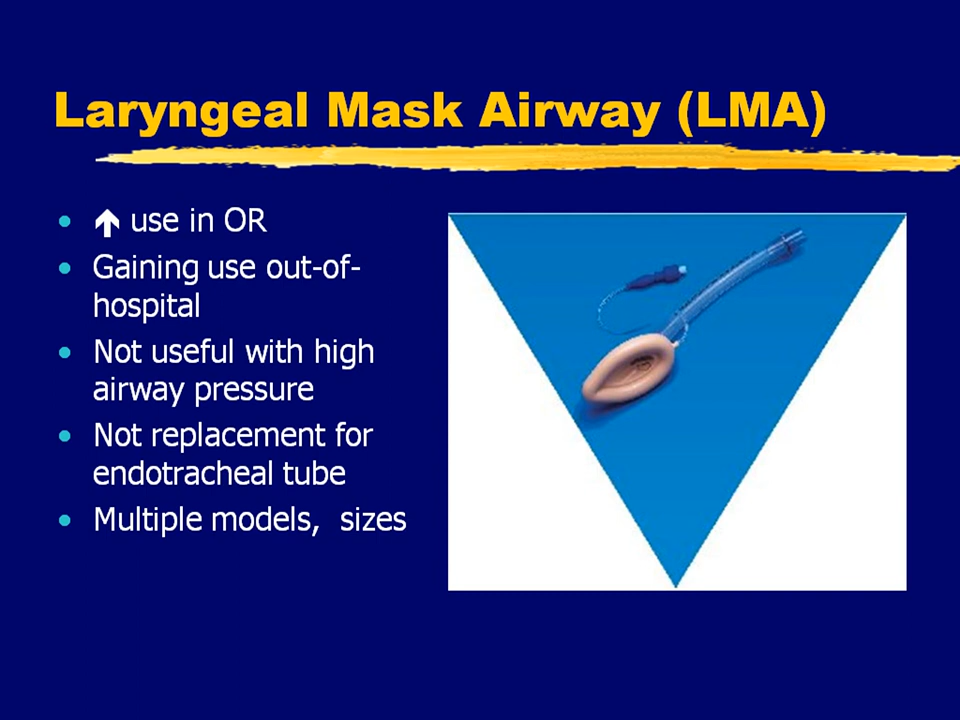 Laryngeal Mask Airway (LMA)
• ↑ use in OR
• Gaining use out-of-
hospital
• Not useful with high
airway pressure
• Not replacement for
endotracheal tube
• Multiple models,  sizes